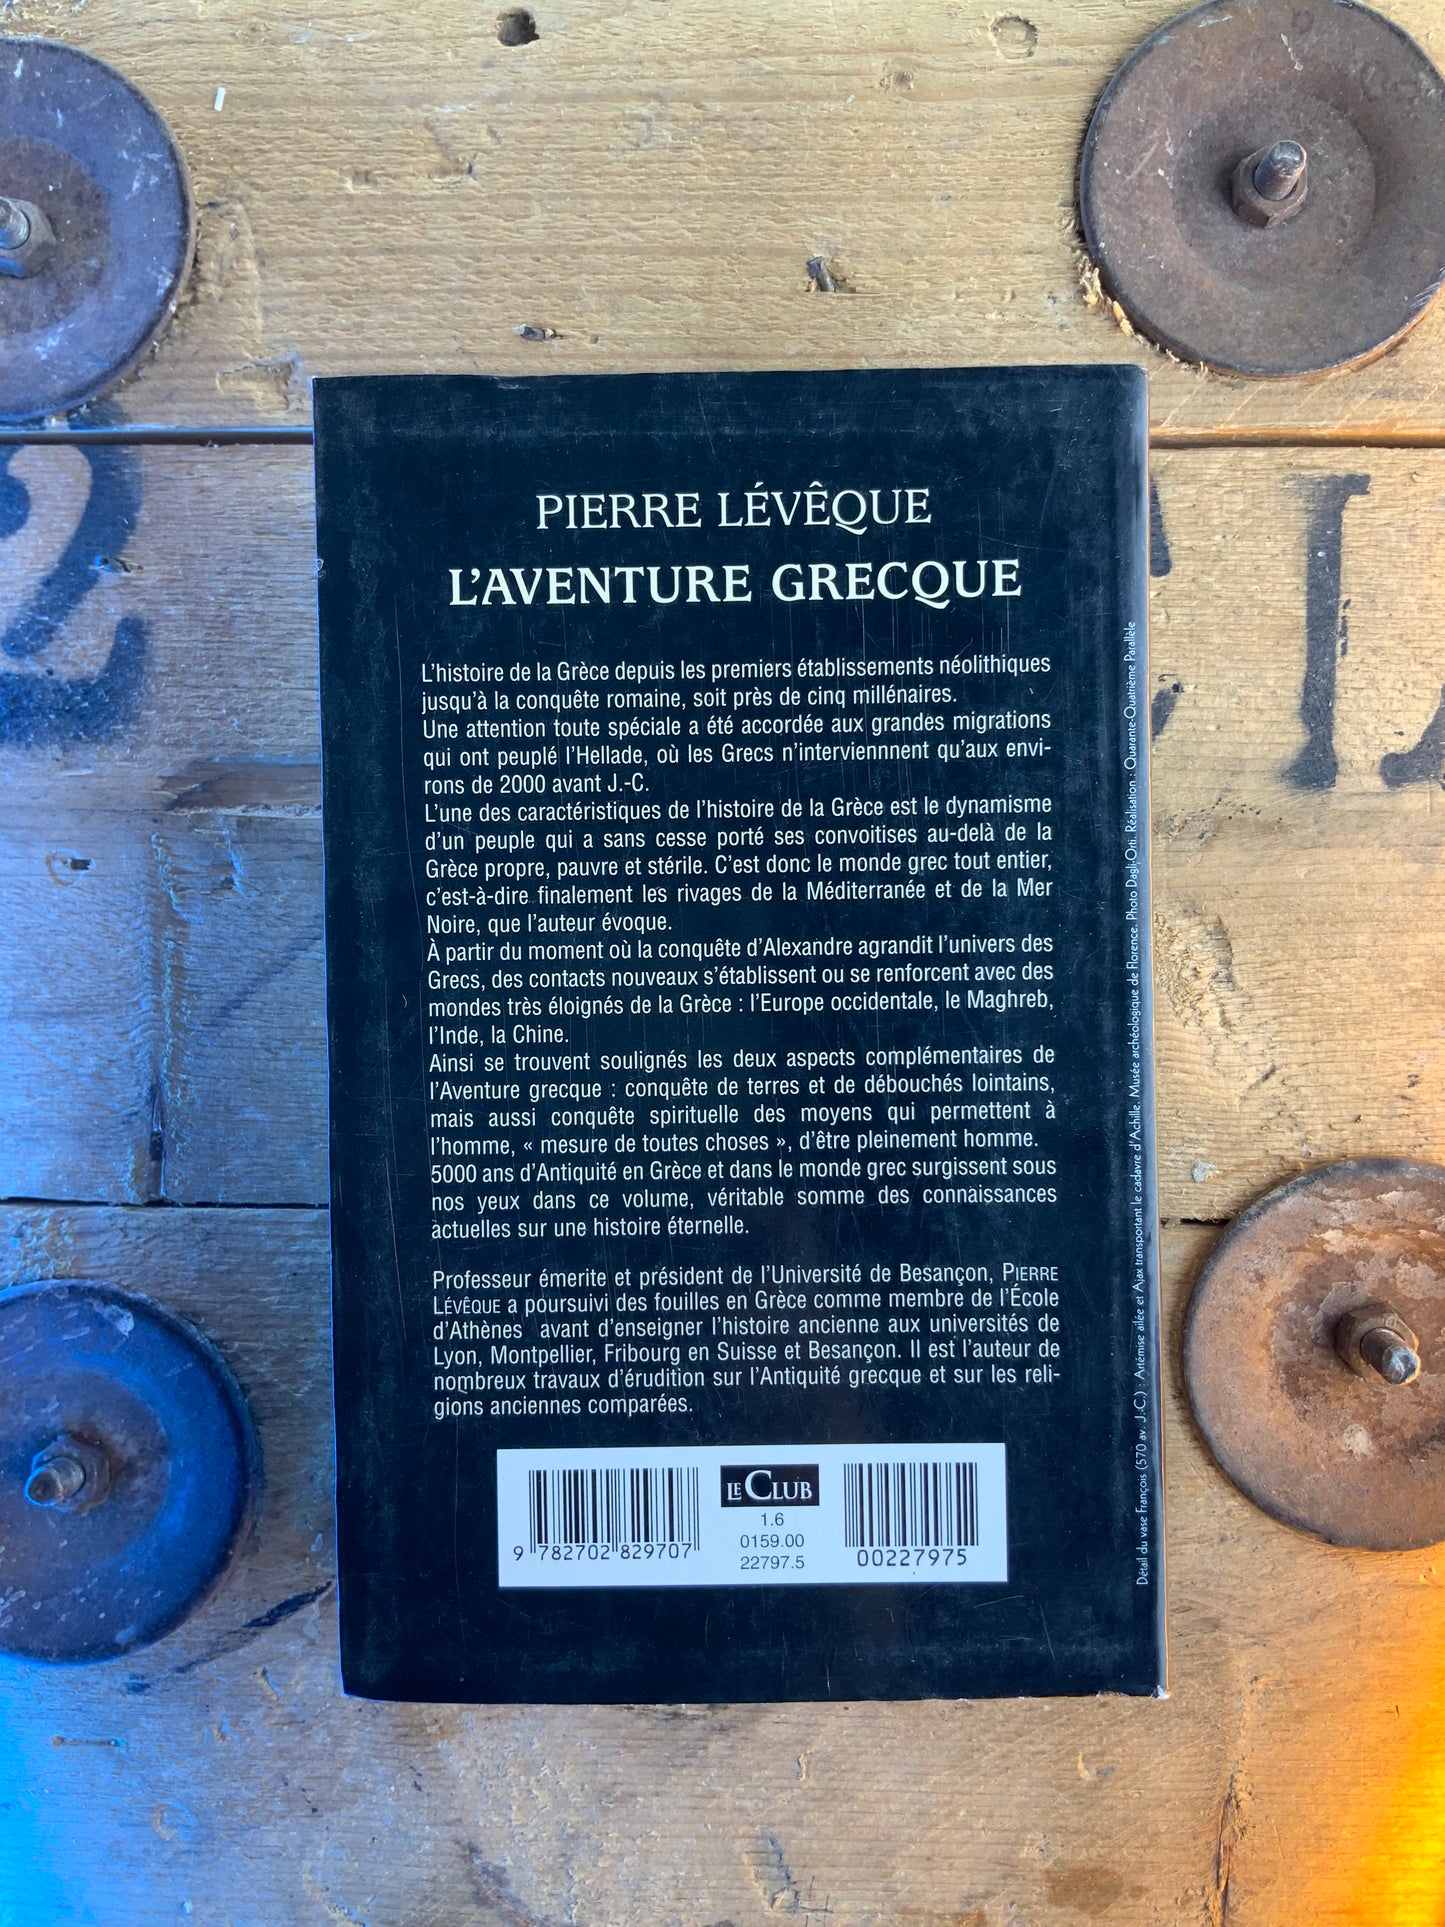 PIERRE LÉVÊQUE
L'AVENTURE GRECQUE
L'histoire de la Grèce depuis les premiers établissements néolithiques
jusqu'à la conquête romaine, soit près de cinq millénaires.
Une attention toute spéciale a été accordée aux grandes migrations
qui ont peuplé l'Hellade, où les Grecs n'interviennnent qu'aux envi-
rons de 2000 avant J.-C.
L'une des caractéristiques de l'histoire de la Grèce est le dynamisme
d'un peuple qui a sans cesse porté ses convoitises au-delà de la
Grèce propre, pauvre et stérile. C'est donc le monde grec tout entier,
c'est-à-dire finalement les rivages de la Méditerranée et de la Mer
Noire, que l'auteur évoque.
À partir du moment où la conquête d'Alexandre agrandit l'univers des
Grecs, des contacts nouveaux s'établissent ou se renforcent avec des
mondes très éloignés de la Grèce : l'Europe occidentale, le Maghreb,
l'Inde, la Chine.
Ainsi se trouvent soulignés les deux aspects complémentaires de
l'Aventure grecque : conquête de terres et de débouchés lointains,
mais aussi conquête spirituelle des moyens qui permettent à
l'homme, « mesure de toutes choses », d'être pleinement homme.
5000 ans d'Antiquité en Grèce et dans le monde grec surgissent sous
nos yeux dans ce volume, véritable somme des connaissances
actuelles sur une histoire éternelle.
Professeur émerite et président de l'Université de Besançon, PIERRE
LÉVÊQUE a poursuivi des fouilles en Grèce comme membre de l'École
d'Athènes avant d'enseigner l'histoire ancienne aux universités de
Lyon, Montpellier, Fribourg en Suisse et Besançon. Il est l'auteur de
nombreux travaux d'érudition sur l'Antiquité grecque et sur les reli-
gions anciennes comparées.
LE CLUB
1.6
0159.00
22797.5
9 782702 829707
00227975
Détail du vase François (570 av. J.-C.) : Artémise ailée et Ajax transportant le cadavre d'Achille. Musée archéologique de Florence. Photo Dagli-Orti. Réalisation : Quarante-Quatrième Parallèle
2